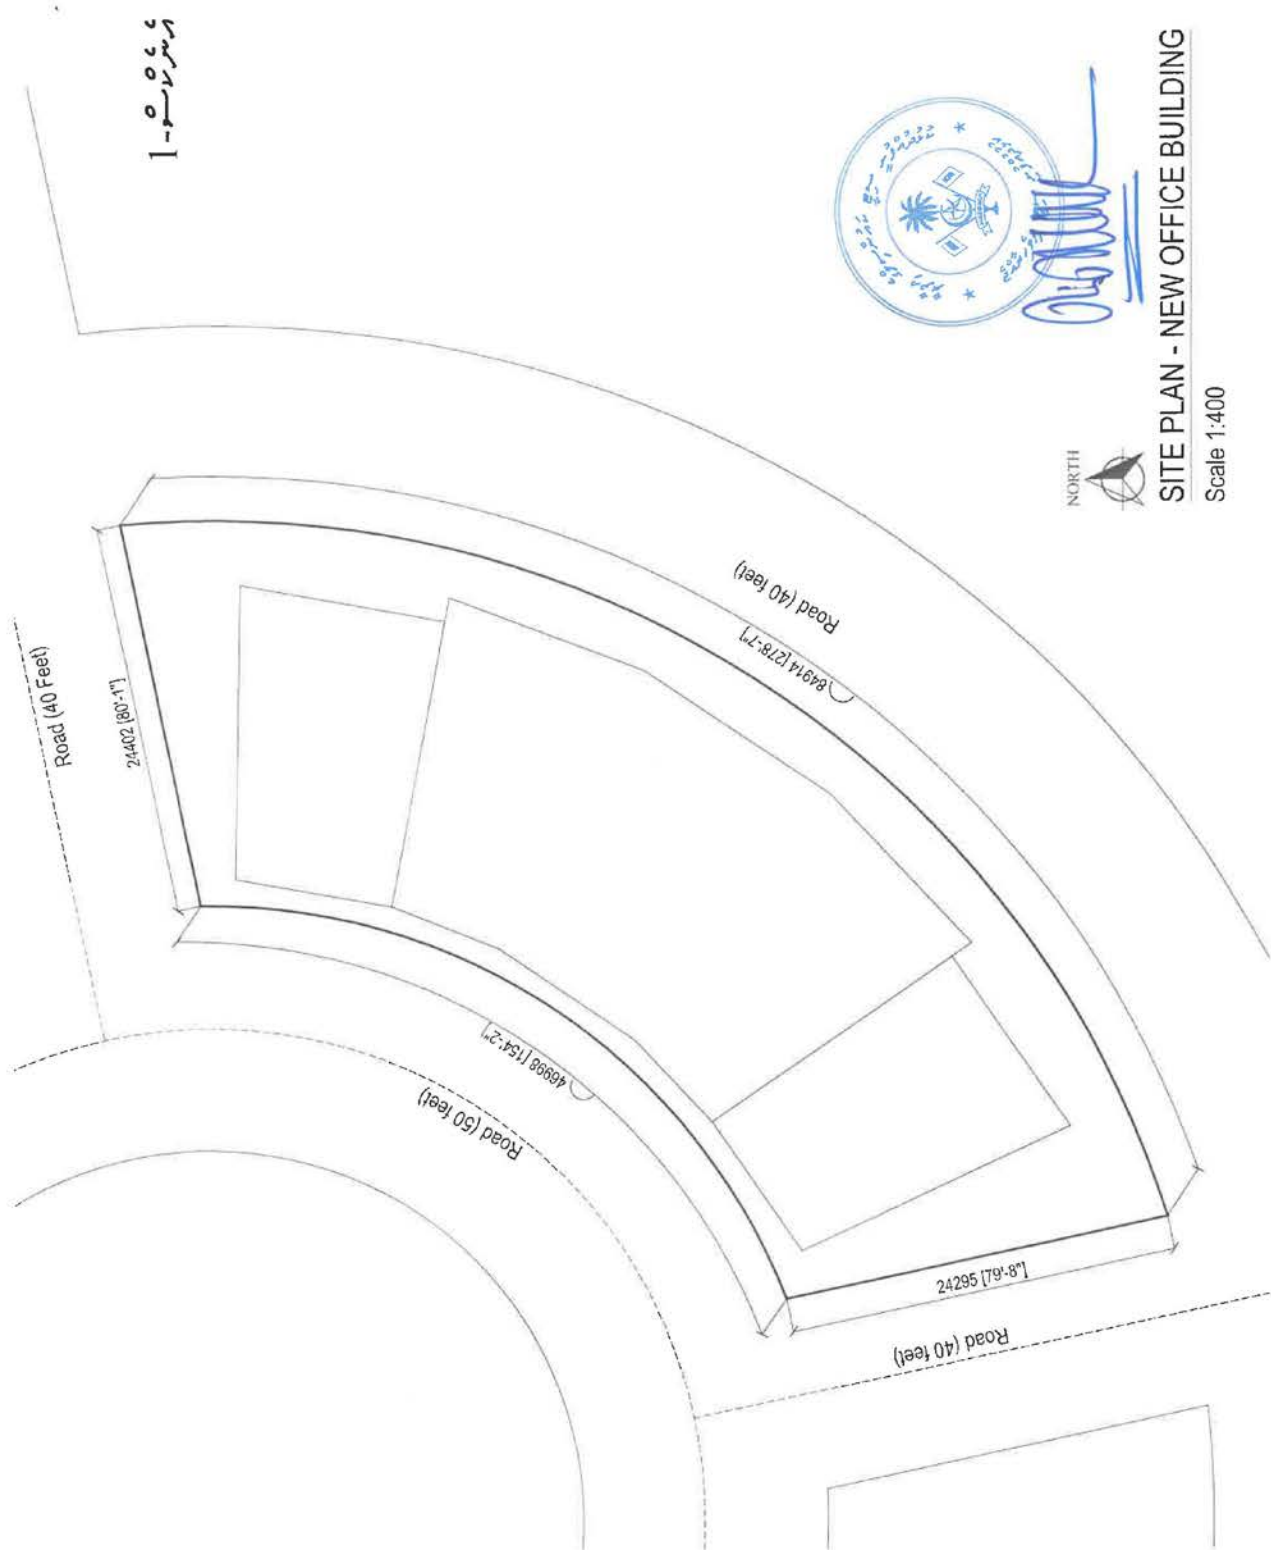 އަނެކްސް-1
Road (40 Feet)
24402 [80'-1"]
Road (40 feet)
84914 [278'-7"]
46998 [154'-2"]
Road (50 feet)
24295 [79'-8"]
Road (40 feet)
NORTH
SITE PLAN - NEW OFFICE BUILDING
Scale 1:400